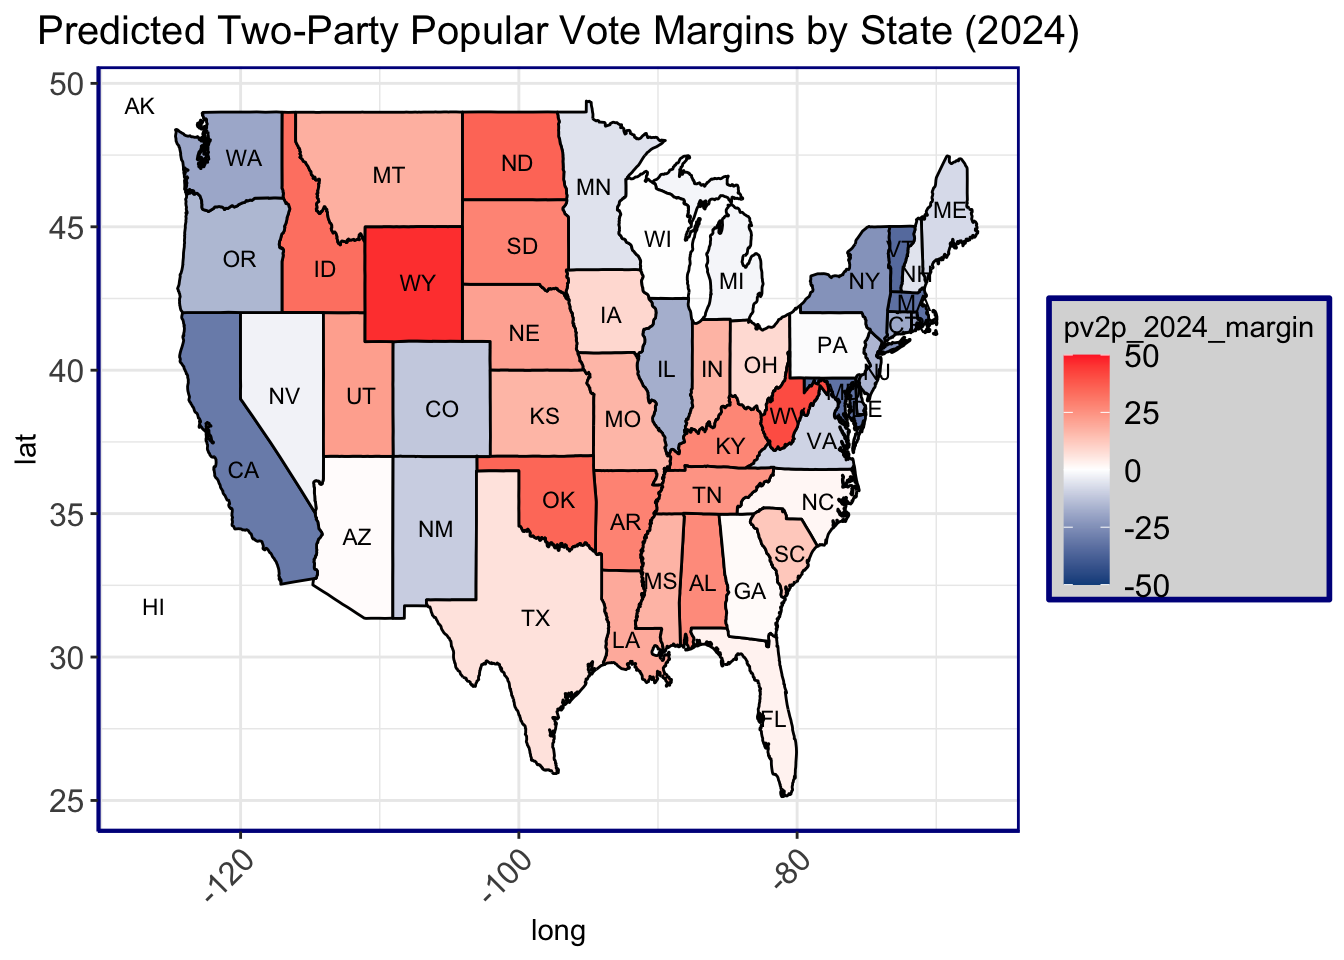 Predicted Two-Party Popular Vote Margins by State (2024)
50
45
40
35
30
25
lat
-120
-100
-80
long
AK
HI
WA
MT
ND
MN
OR
ID
WY
SD
WI
MI
ME
VT
NH
NY
MA
CT
NE
IA
PA
NJ
NV
UT
CO
KS
MO
IL
IN
OH
WV
MD
DE
VA
KY
CA
AZ
NM
OK
AR
TN
NC
SC
MS
AL
GA
TX
LA
FL
pv2p_2024_margin
50
25
0
-25
-50